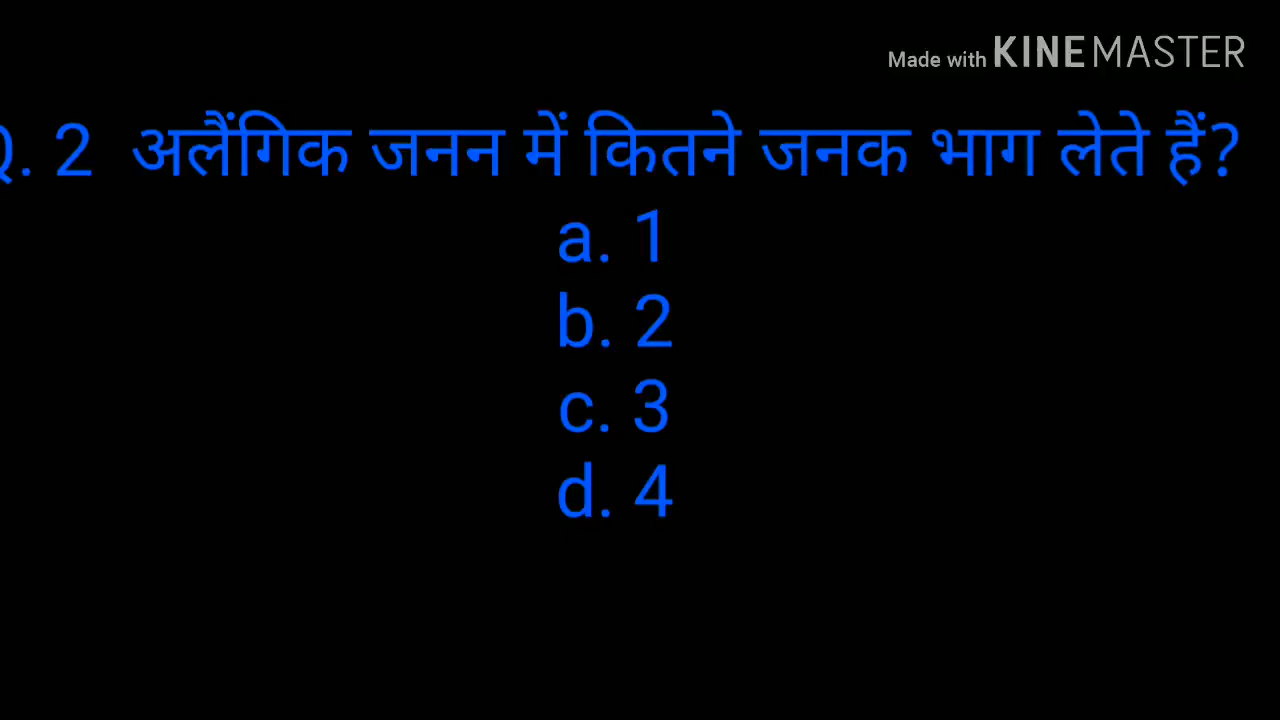 Made with KINEMASTER
Q. 2 अलैंगिक जनन में कितने जनक भाग लेते हैं?
a. 1
b. 2
c. 3
d. 4